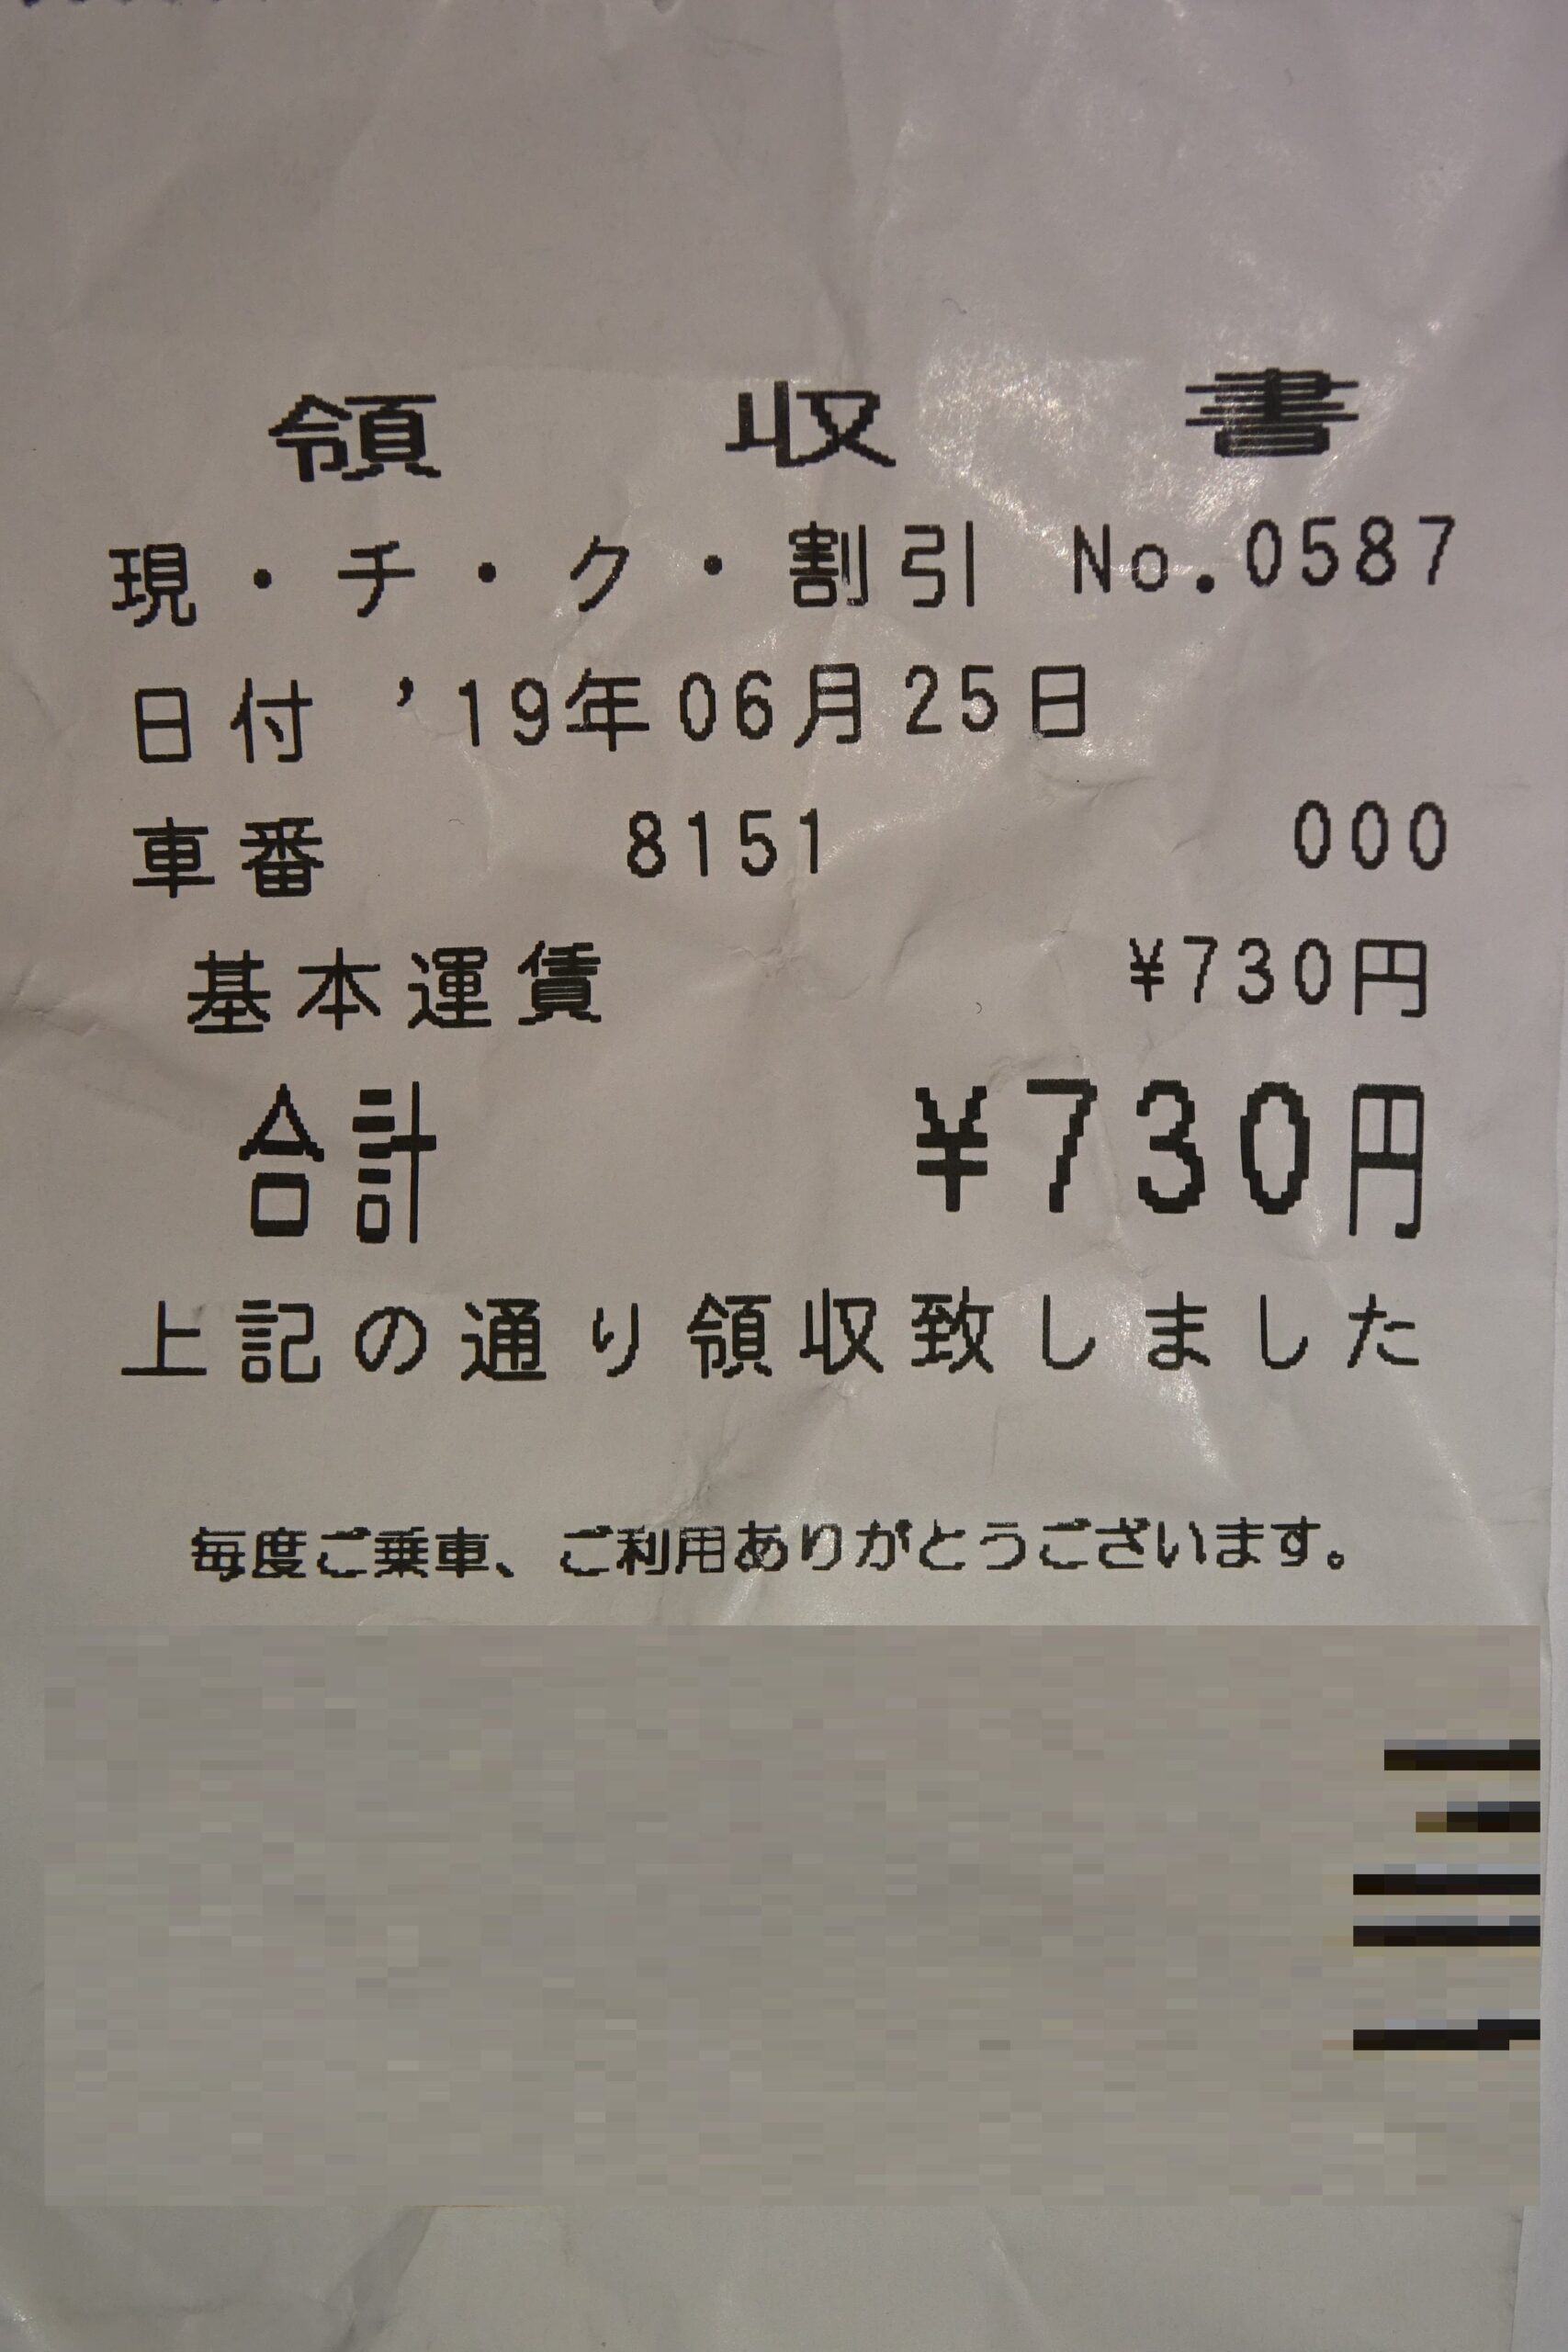 領収書
現・チ・ク・割引 No.0587
日付 '19年06月25日
車番 8151 000
基本運賃 ¥730円
合計 ¥730円
上記の通り領収致しました
毎度ご乗車、ご利用ありがとうございます。